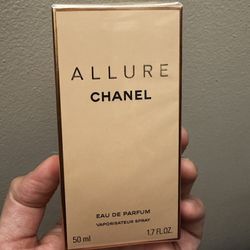 ALLURE
CHANEL
EAU DE PARFUM
VAPORISATEUR SPRAY
50 ml 1.7 FL.OZ.